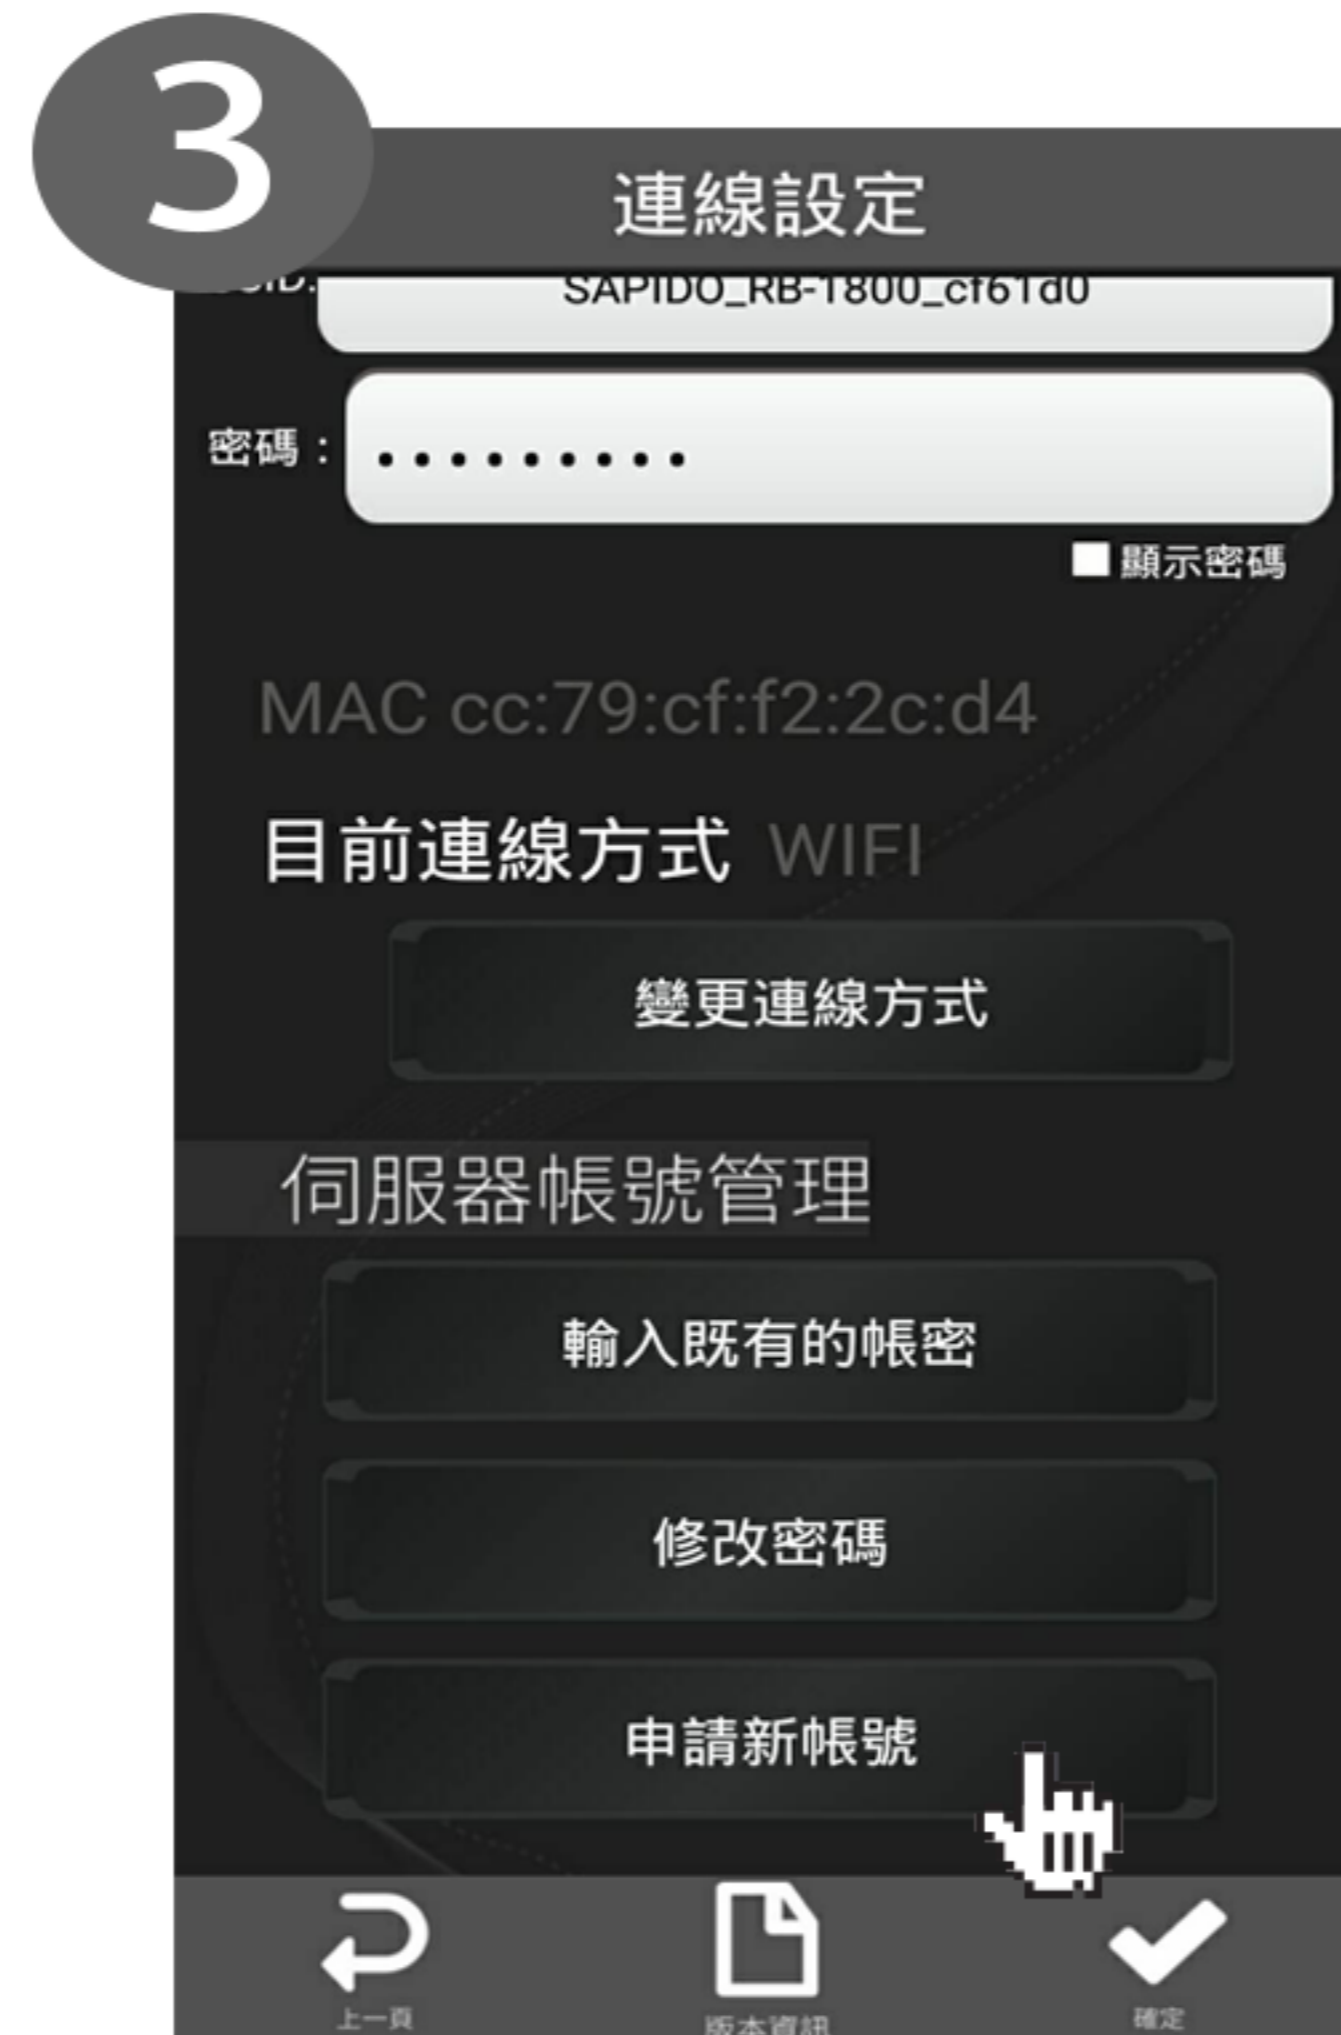 3
連線設定
SAPIDO_RB-1800_cf61d0
密碼：
顯示密碼
MAC cc:79:cf:f2:2c:d4
目前連線方式 WIFI
變更連線方式
伺服器帳號管理
輸入既有的帳密
修改密碼
申請新帳號
上一頁 版本資訊 確定